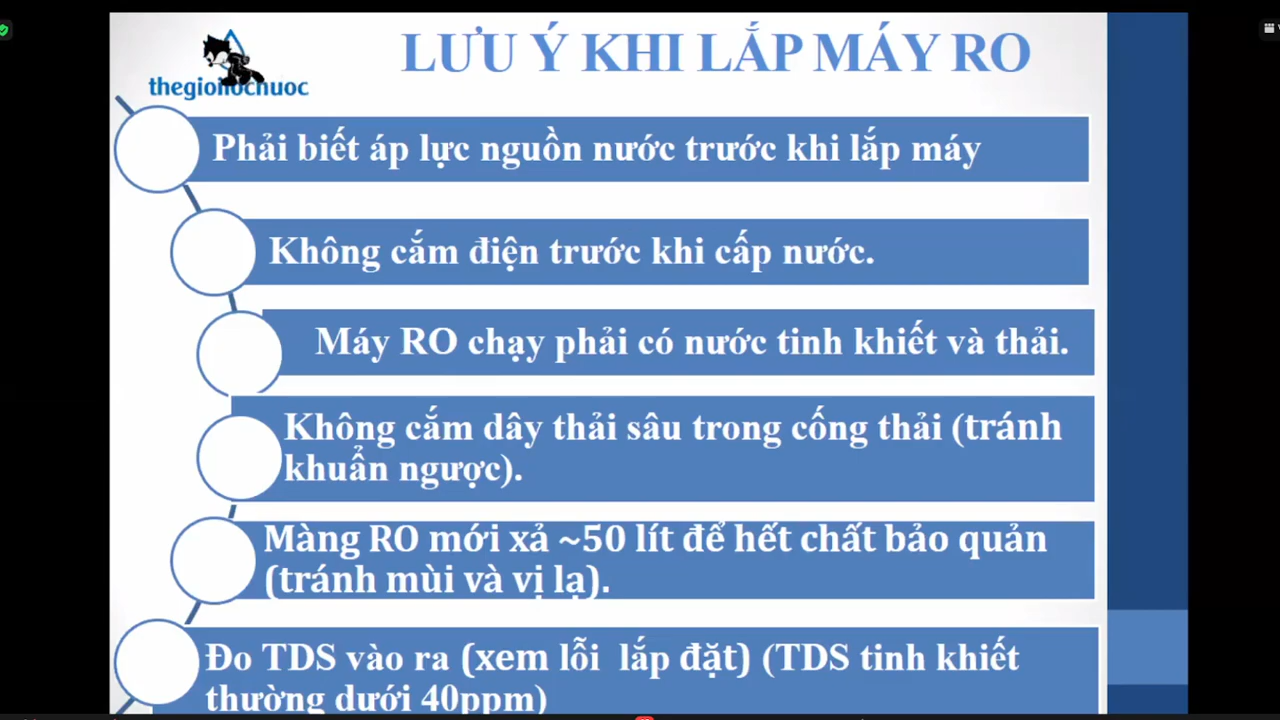 LƯU Ý KHI LẮP MÁY RO
thegioilocnuoc
Phải biết áp lực nguồn nước trước khi lắp máy
Không cắm điện trước khi cấp nước.
Máy RO chạy phải có nước tinh khiết và thải.
Không cắm dây thải sâu trong cống thải (tránh
khuẩn ngược).
Màng RO mới xả ~50 lít để hết chất bảo quản
(tránh mùi và vị lạ).
Đo TDS vào ra (xem lỗi lắp đặt) (TDS tinh khiết
thường dưới 40ppm)